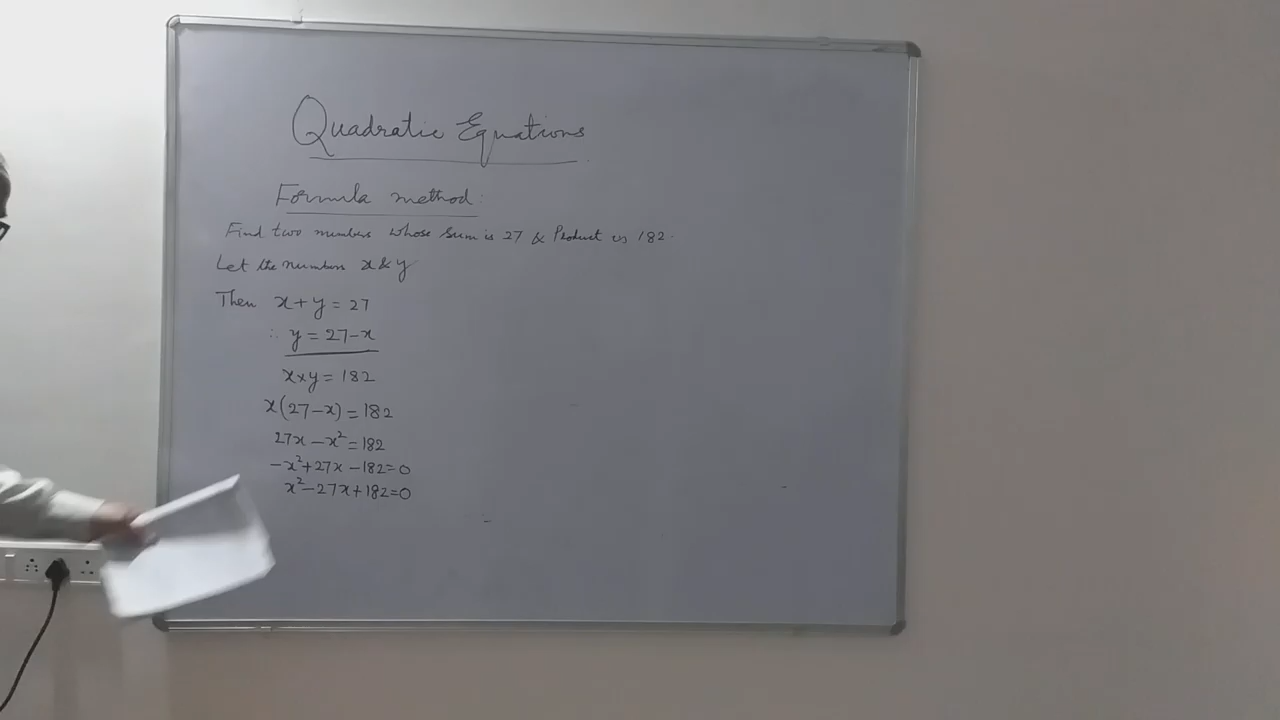 Quadratic Equations
Formula method:
Find two numbers whose sum is 27 & Product is 182.
Let the numbers x & y
Then x + y = 27
∴ y = 27 - x
x × y = 182
x(27 - x) = 182
27x - x² = 182
-x² + 27x - 182 = 0
x² - 27x + 182 = 0